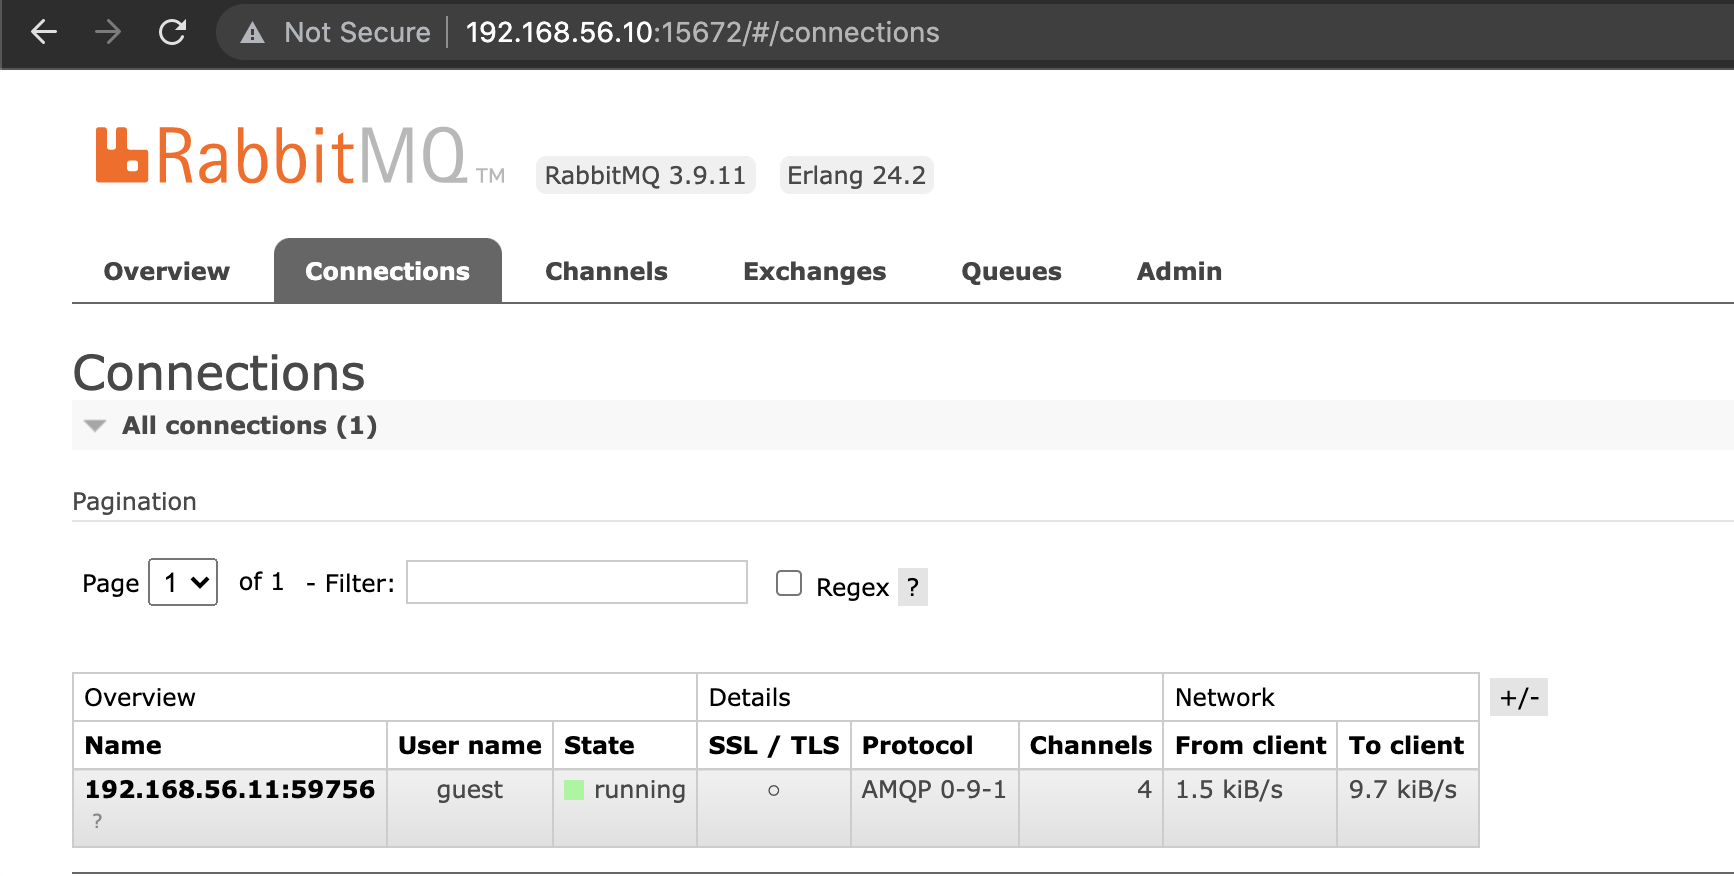 Not Secure 192.168.56.10:15672/#/connections
RabbitMQ TM RabbitMQ 3.9.11 Erlang 24.2
Overview Connections Channels Exchanges Queues Admin
Connections
All connections (1)
Pagination
Page 1 of 1 - Filter: Regex ?
Overview Details Network +/-
Name User name State SSL / TLS Protocol Channels From client To client
192.168.56.11:59756 guest running ○ AMQP 0-9-1 4 1.5 kiB/s 9.7 kiB/s
?